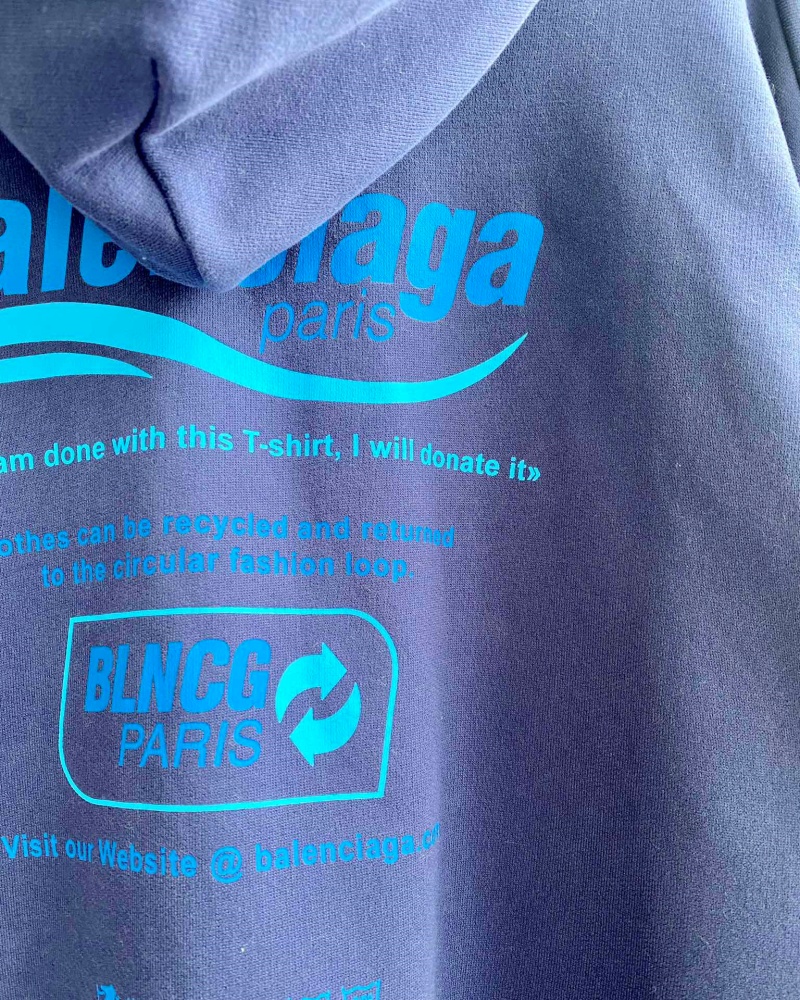 alenciaga
paris
am done with this T-shirt, I will donate it»
othes can be recycled and returned
to the circular fashion loop.
BLNCG
PARIS
Visit our Website @ balenciaga.c